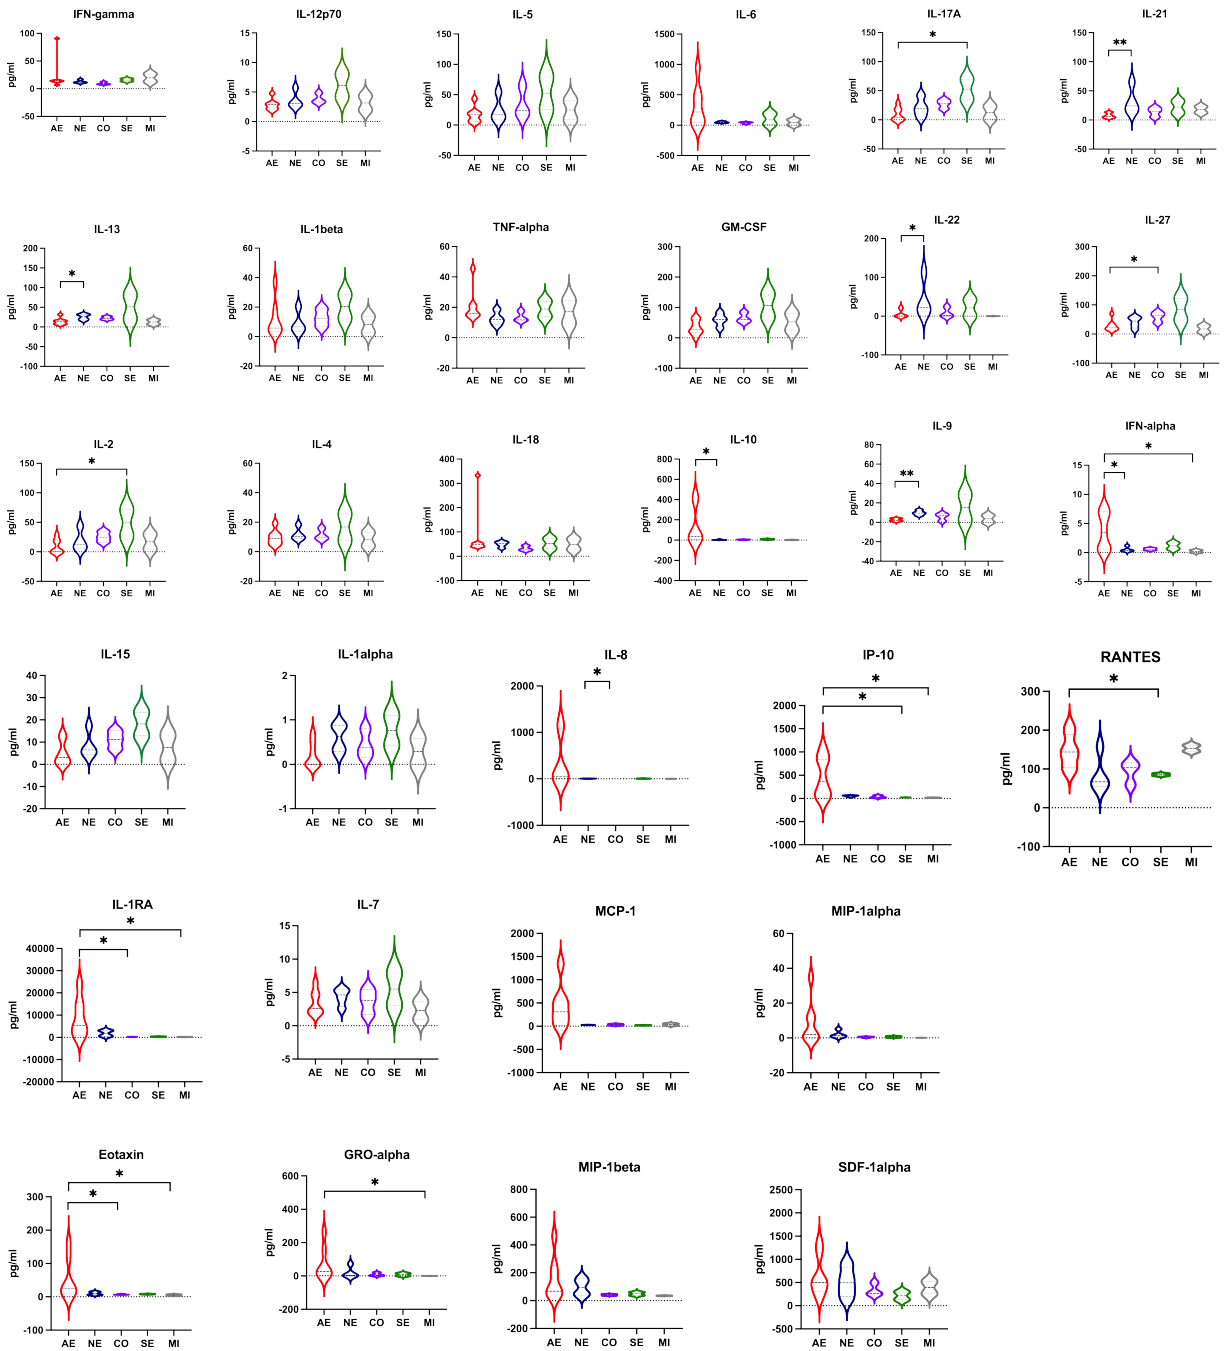 IFN-gamma
pg/ml
100
50
0
-50
AE NE CO SE MI
IL-12p70
pg/ml
15
10
5
0
-5
AE NE CO SE MI
IL-5
pg/ml
150
100
50
0
-50
AE NE CO SE MI
IL-6
pg/ml
1500
1000
500
0
-500
AE NE CO SE MI
IL-17A
*
pg/ml
150
100
50
0
-50
AE NE CO SE MI
IL-21
**
pg/ml
150
100
50
0
-50
AE NE CO SE MI
IL-13
*
pg/ml
200
150
100
50
0
-50
-100
AE NE CO SE MI
IL-1beta
pg/ml
60
40
20
0
-20
AE NE CO SE MI
TNF-alpha
pg/ml
60
40
20
0
-20
AE NE CO SE MI
GM-CSF
pg/ml
300
200
100
0
-100
AE NE CO SE MI
IL-22
*
pg/ml
200
100
0
-100
AE NE CO SE MI
IL-27
*
pg/ml
300
200
100
0
-100
AE NE CO SE MI
IL-2
*
pg/ml
150
100
50
0
-50
AE NE CO SE MI
IL-4
pg/ml
60
40
20
0
-20
AE NE CO SE MI
IL-18
pg/ml
400
300
200
100
0
-100
AE NE CO SE MI
IL-10
*
pg/ml
800
600
400
200
0
-200
-400
AE NE CO SE MI
IL-9
**
pg/ml
80
60
40
20
0
-20
-40
AE NE CO SE MI
IFN-alpha
*
*
pg/ml
15
10
5
0
-5
AE NE CO SE MI
IL-15
pg/ml
40
30
20
10
0
-10
-20
AE NE CO SE MI
IL-1alpha
pg/ml
2
1
0
-1
AE NE CO SE MI
IL-8
*
pg/ml
2000
1000
0
-1000
AE NE CO SE MI
IP-10
*
*
pg/ml
2000
1500
1000
500
0
-500
-1000
AE NE CO SE MI
RANTES
*
pg/ml
300
200
100
0
-100
AE NE CO SE MI
IL-1RA
*
*
pg/ml
40000
30000
20000
10000
0
-10000
-20000
AE NE CO SE MI
IL-7
pg/ml
15
10
5
0
-5
AE NE CO SE MI
MCP-1
pg/ml
2000
1500
1000
500
0
-500
-1000
AE NE CO SE MI
MIP-1alpha
pg/ml
60
40
20
0
-20
AE NE CO SE MI
Eotaxin
*
*
pg/ml
300
200
100
0
-100
AE NE CO SE MI
GRO-alpha
*
pg/ml
600
400
200
0
-200
AE NE CO SE MI
MIP-1beta
pg/ml
800
600
400
200
0
-200
AE NE CO SE MI
SDF-1alpha
pg/ml
2500
2000
1500
1000
500
0
-500
AE NE CO SE MI